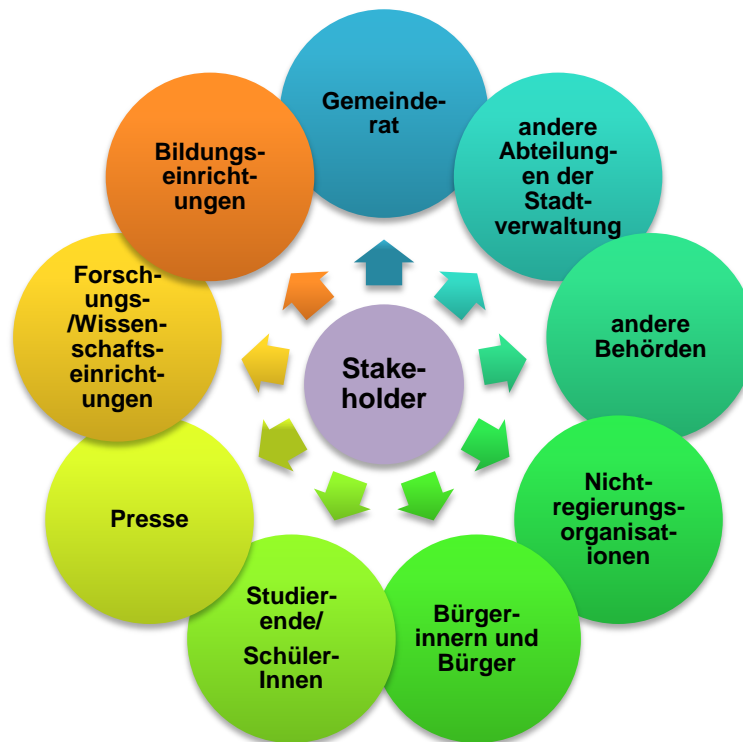 Gemeinde-
rat
andere
Abteilung-
en der
Stadt-
verwaltung
andere
Behörden
Nicht-
regierungs-
organisat-
ionen
Bürger-
innern und
Bürger
Studier-
ende/
Schüler-
Innen
Presse
Forsch-
ungs-
/Wissen-
schafts-
einricht-
ungen
Bildungs-
einricht-
ungen
Stake-
holder